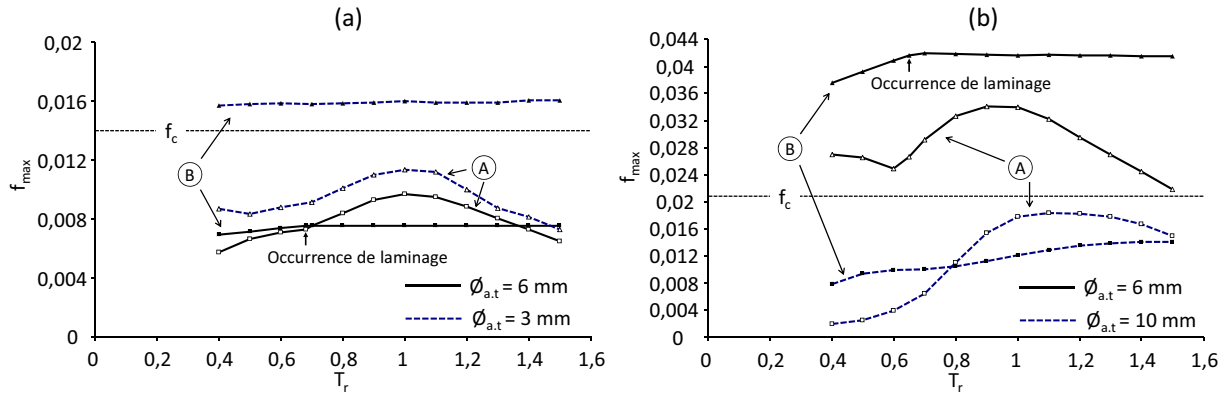 (a)
0,02
0,016
0,012
0,008
0,004
0
f_max
f_c
B
A
Occurrence de laminage
Ø_a.t = 6 mm
Ø_a.t = 3 mm
0 0,2 0,4 0,6 0,8 1 1,2 1,4 1,6
T_r
(b)
0,044
0,04
0,036
0,032
0,028
0,024
0,02
0,016
0,012
0,008
0,004
0
f_max
Occurrence de laminage
B
A
f_c
Ø_a.t = 6 mm
Ø_a.t = 10 mm
0 0,2 0,4 0,6 0,8 1 1,2 1,4 1,6
T_r